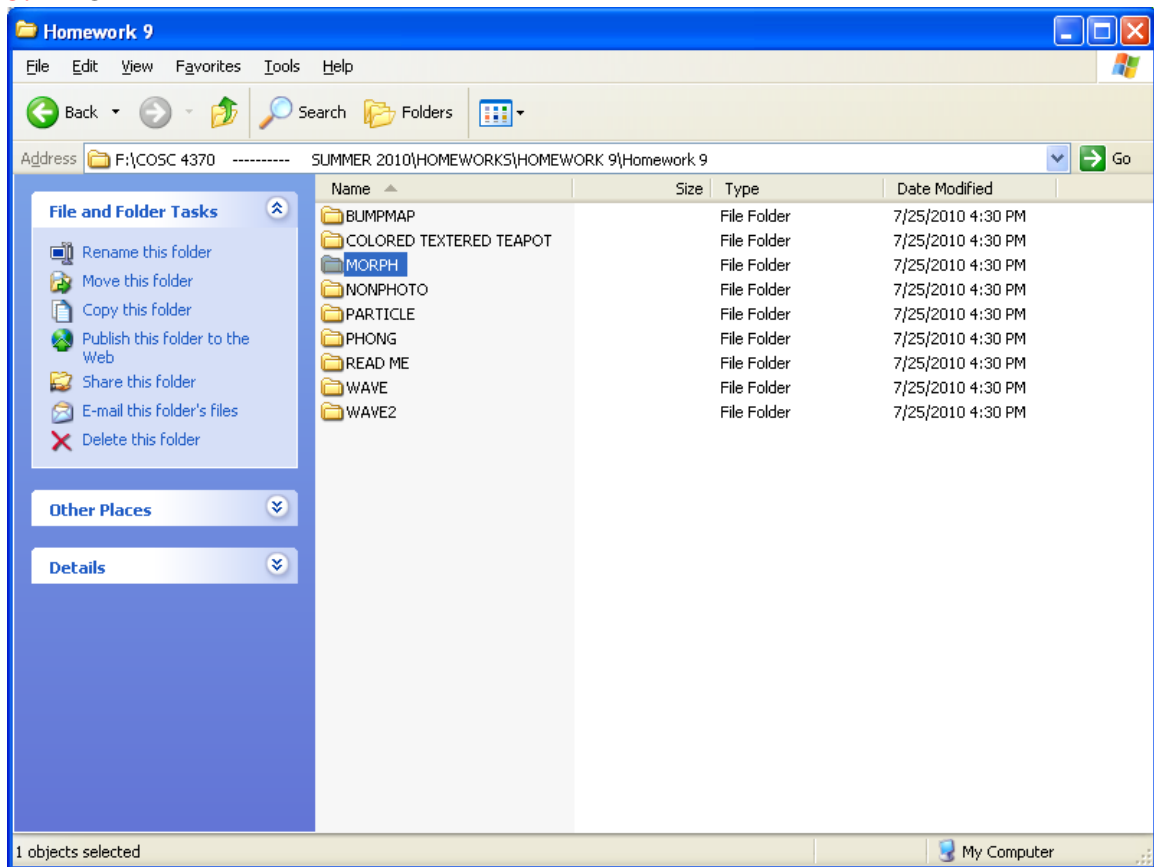 Homework 9
File Edit View Favorites Tools Help
Back Search Folders
Address F:\COSC 4370 ---------- SUMMER 2010\HOMEWORKS\HOMEWORK 9\Homework 9 Go
File and Folder Tasks
Rename this folder
Move this folder
Copy this folder
Publish this folder to the
Web
Share this folder
E-mail this folder's files
Delete this folder
Other Places
Details
Name Size Type Date Modified
BUMPMAP File Folder 7/25/2010 4:30 PM
COLORED TEXTERED TEAPOT File Folder 7/25/2010 4:30 PM
MORPH File Folder 7/25/2010 4:30 PM
NONPHOTO File Folder 7/25/2010 4:30 PM
PARTICLE File Folder 7/25/2010 4:30 PM
PHONG File Folder 7/25/2010 4:30 PM
READ ME File Folder 7/25/2010 4:30 PM
WAVE File Folder 7/25/2010 4:30 PM
WAVE2 File Folder 7/25/2010 4:30 PM
1 objects selected My Computer